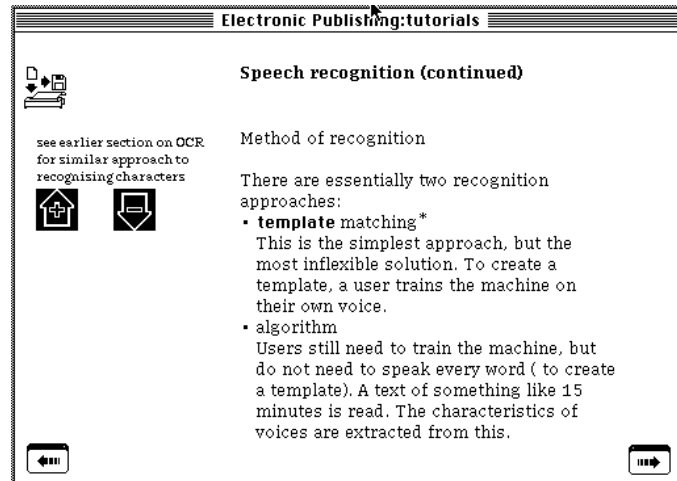 Electronic Publishing:tutorials
Speech recognition (continued)
see earlier section on OCR
for similar approach to
recognising characters
Method of recognition
There are essentially two recognition
approaches:
▪ template matching*
This is the simplest approach, but the
most inflexible solution. To create a
template, a user trains the machine on
their own voice.
▪ algorithm
Users still need to train the machine, but
do not need to speak every word ( to create
a template). A text of something like 15
minutes is read. The characteristics of
voices are extracted from this.